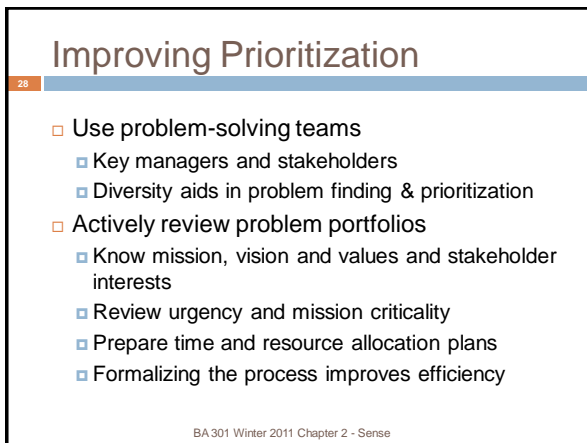 Improving Prioritization
28
Use problem-solving teams
Key managers and stakeholders
Diversity aids in problem finding & prioritization
Actively review problem portfolios
Know mission, vision and values and stakeholder
interests
Review urgency and mission criticality
Prepare time and resource allocation plans
Formalizing the process improves efficiency
BA 301 Winter 2011 Chapter 2 - Sense